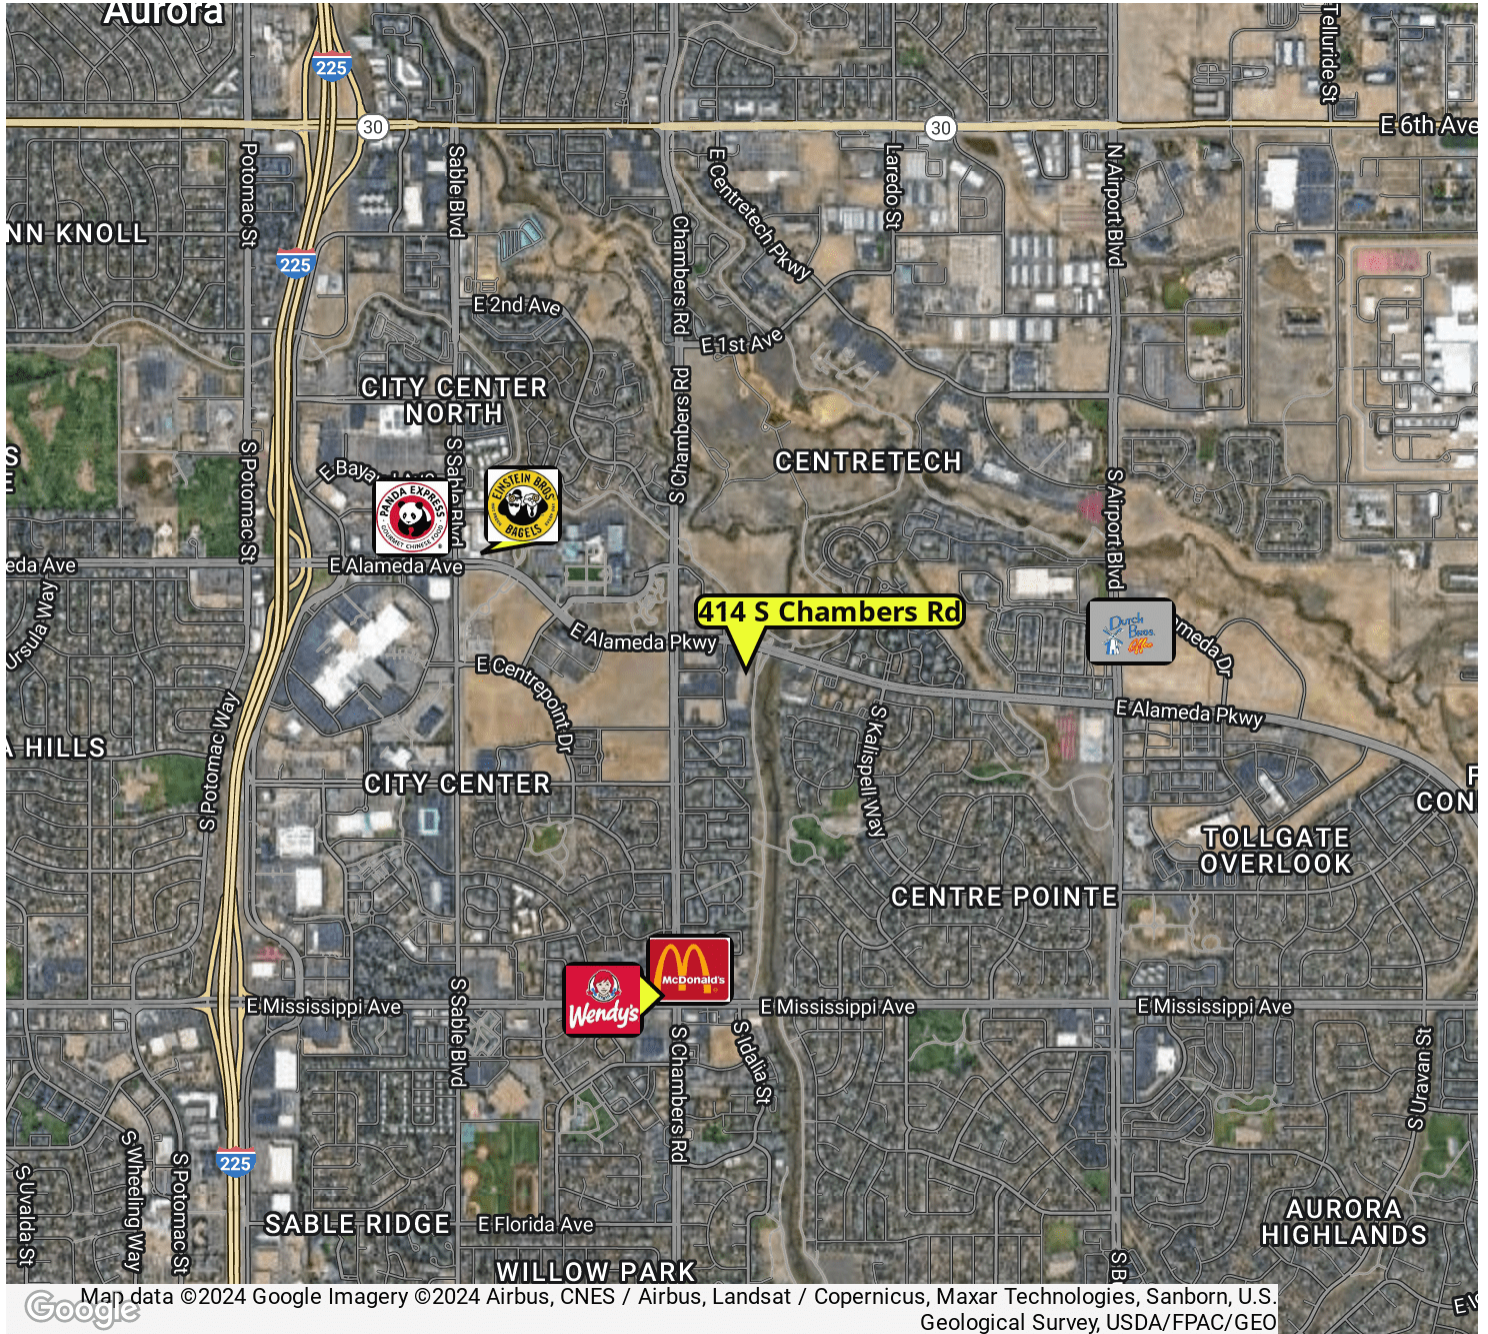 Aurora
225
Telluride St
30
30
E 6th Ave
Potomac St
Sable Blvd
E Centretech Pkwy
Laredo St
N Airport Blvd
NN KNOLL
225
Chambers Rd
E 2nd Ave
E 1st Ave
CITY CENTER
NORTH
S Chambers Rd
S
S Potomac St
E Baya
S Sable Blvd
CENTRETECH
S Airport Blvd
PANDA EXPRESS
GOURMET CHINESE FOOD
EINSTEIN BROS
BAGELS
eda Ave
E Alameda Ave
Ursula Way
414 S Chambers Rd
E Alameda Pkwy
Dutch
Bros.
Coffee
ameda Dr
E Centrepoint Dr
S Potomac Way
S Kalispell Way
E Alameda Pkwy
A HILLS
CITY CENTER
F
CON
TOLLGATE
OVERLOOK
CENTRE POINTE
McDonald's
Wendy's
E Mississippi Ave
E Mississippi Ave
E Mississippi Ave
S Sable Blvd
S Chambers Rd
S Idalia St
S Uravan St
S Uvalda St
S Wheeling Way
S Potomac St
225
SABLE RIDGE
E Florida Ave
AURORA
HIGHLANDS
WILLOW PARK
S B
Google
Map data ©2024 Google Imagery ©2024 Airbus, CNES / Airbus, Landsat / Copernicus, Maxar Technologies, Sanborn, U.S.
Geological Survey, USDA/FPAC/GEO